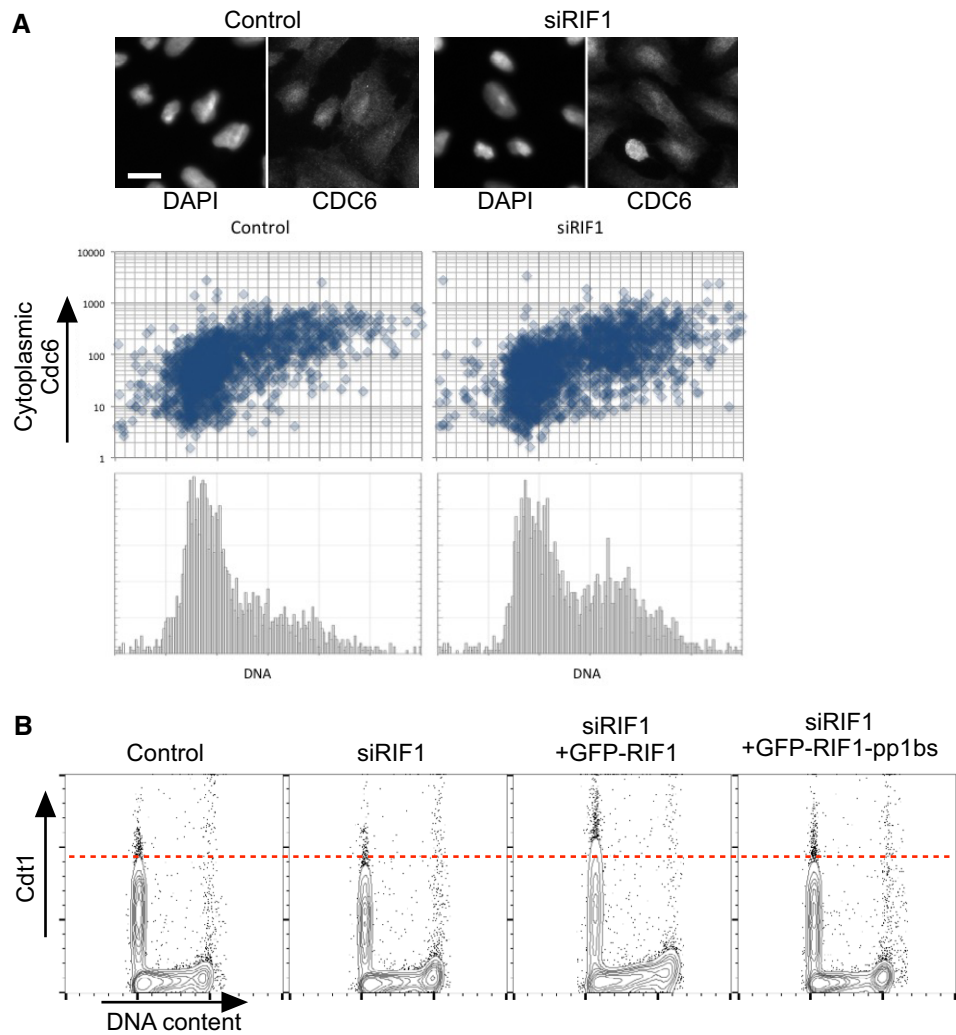 A
Control
siRIF1
DAPI
CDC6
DAPI
CDC6
Control
siRIF1
Cytoplasmic
Cdc6
10000
1000
100
10
1
DNA
DNA
B
Control
siRIF1
siRIF1
+GFP-RIF1
siRIF1
+GFP-RIF1-pp1bs
Cdt1
DNA content